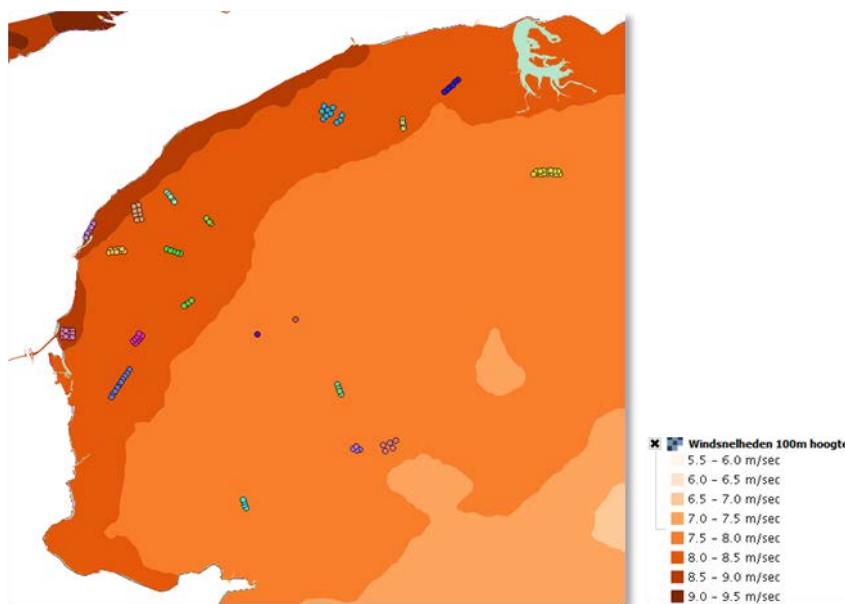 Windsnelheden 100m hoogte
5.5 - 6.0 m/sec
6.0 - 6.5 m/sec
6.5 - 7.0 m/sec
7.0 - 7.5 m/sec
7.5 - 8.0 m/sec
8.0 - 8.5 m/sec
8.5 - 9.0 m/sec
9.0 - 9.5 m/sec